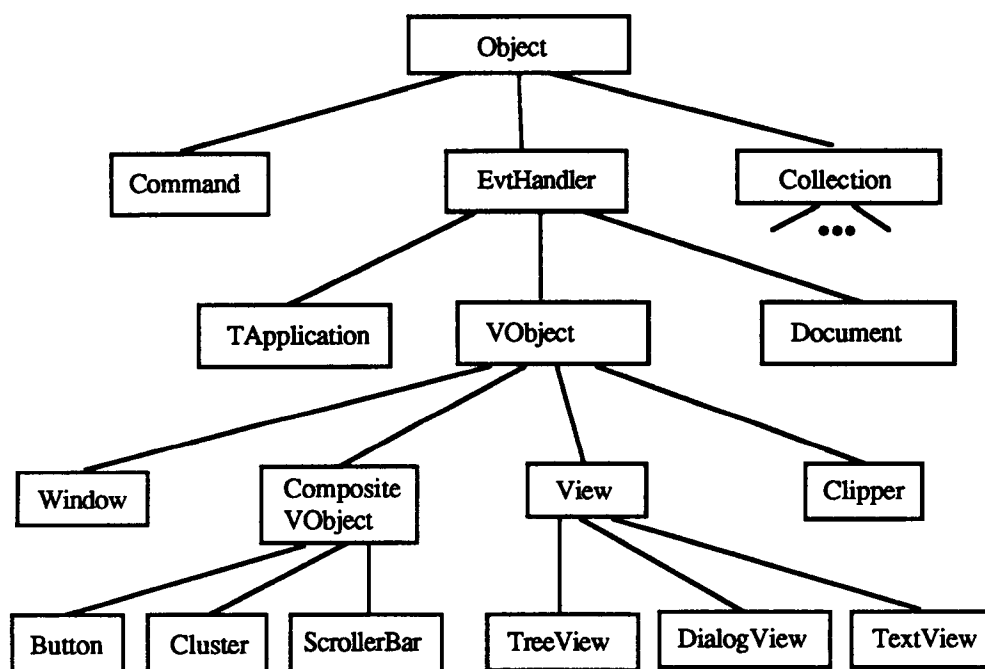 Object
Command
EvtHandler
Collection
•••
TApplication
VObject
Document
Window
Composite
VObject
View
Clipper
Button
Cluster
ScrollerBar
TreeView
DialogView
TextView